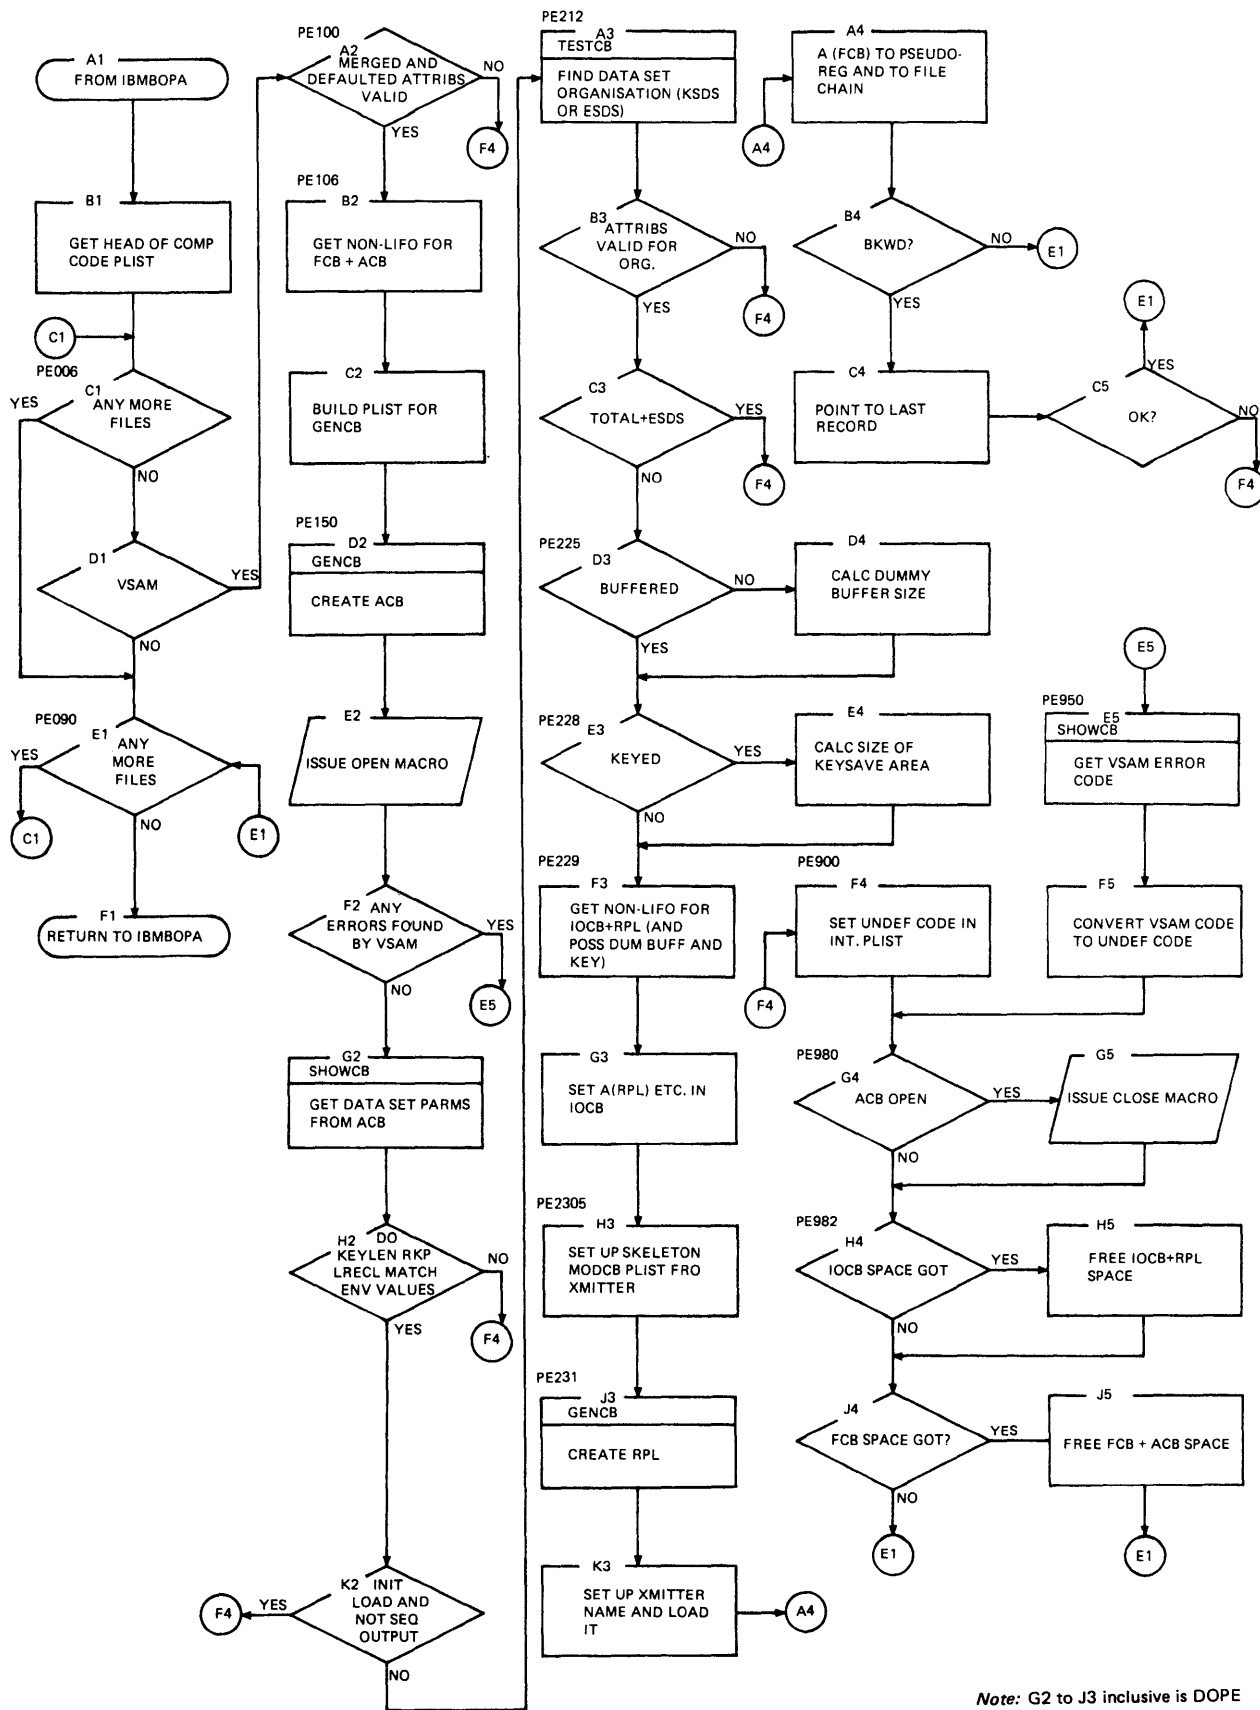 A1
FROM IBMBOPA
B1
GET HEAD OF COMP
CODE PLIST
C1
PE006
C1
ANY MORE
FILES
YES
NO
D1
VSAM
YES
NO
PE090
E1
ANY
MORE
FILES
YES
NO
C1
E1
F1
RETURN TO IBMBOPA
PE100
A2
MERGED AND
DEFAULTED ATTRIBS
VALID
NO
F4
YES
PE106
B2
GET NON-LIFO FOR
FCB + ACB
C2
BUILD PLIST FOR
GENCB
PE150
D2
GENCB
CREATE ACB
E2
ISSUE OPEN MACRO
F2
ANY
ERRORS FOUND
BY VSAM
YES
E5
NO
G2
SHOWCB
GET DATA SET PARMS
FROM ACB
H2
DO
KEYLEN RKP
LRECL MATCH
ENV VALUES
NO
F4
YES
K2
INIT
LOAD AND
NOT SEQ
OUTPUT
YES
F4
NO
PE212
A3
TESTCB
FIND DATA SET
ORGANISATION (KSDS
OR ESDS)
B3
ATTRIBS
VALID FOR
ORG.
NO
F4
YES
C3
TOTAL+ESDS
YES
F4
NO
PE225
D3
BUFFERED
NO
YES
PE228
E3
KEYED
YES
NO
PE229
F3
GET NON-LIFO FOR
IOCB+RPL (AND
POSS DUM BUFF AND
KEY)
G3
SET A(RPL) ETC. IN
IOCB
PE2305
H3
SET UP SKELETON
MODCB PLIST FRO
XMITTER
PE231
J3
GENCB
CREATE RPL
K3
SET UP XMITTER
NAME AND LOAD
IT
A4
A4
A (FCB) TO PSEUDO-
REG AND TO FILE
CHAIN
A4
B4
BKWD?
NO
E1
YES
C4
POINT TO LAST
RECORD
E1
YES
C5
OK?
NO
F4
D4
CALC DUMMY
BUFFER SIZE
E4
CALC SIZE OF
KEYSAVE AREA
PE900
F4
SET UNDEF CODE IN
INT. PLIST
F4
PE980
G4
ACB OPEN
YES
NO
PE982
H4
IOCB SPACE GOT
YES
NO
J4
FCB SPACE GOT?
YES
NO
E1
E5
PE950
E5
SHOWCB
GET VSAM ERROR
CODE
F5
CONVERT VSAM CODE
TO UNDEF CODE
G5
ISSUE CLOSE MACRO
H5
FREE IOCB+RPL
SPACE
J5
FREE FCB + ACB SPACE
E1
Note: G2 to J3 inclusive is DOPE